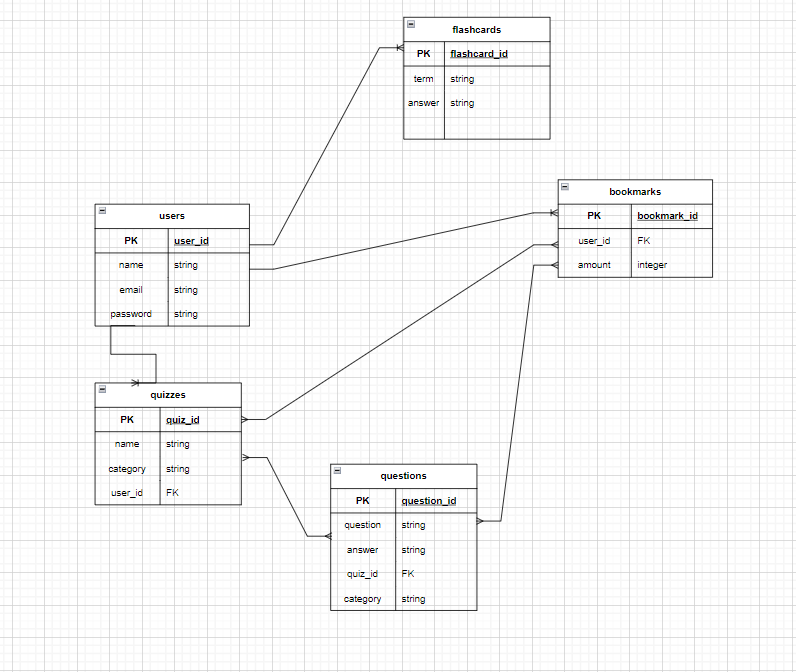 flashcards
PK flashcard_id
term string
answer string
bookmarks
PK bookmark_id
user_id FK
amount integer
users
PK user_id
name string
email string
password string
quizzes
PK quiz_id
name string
category string
user_id FK
questions
PK question_id
question string
answer string
quiz_id FK
category string